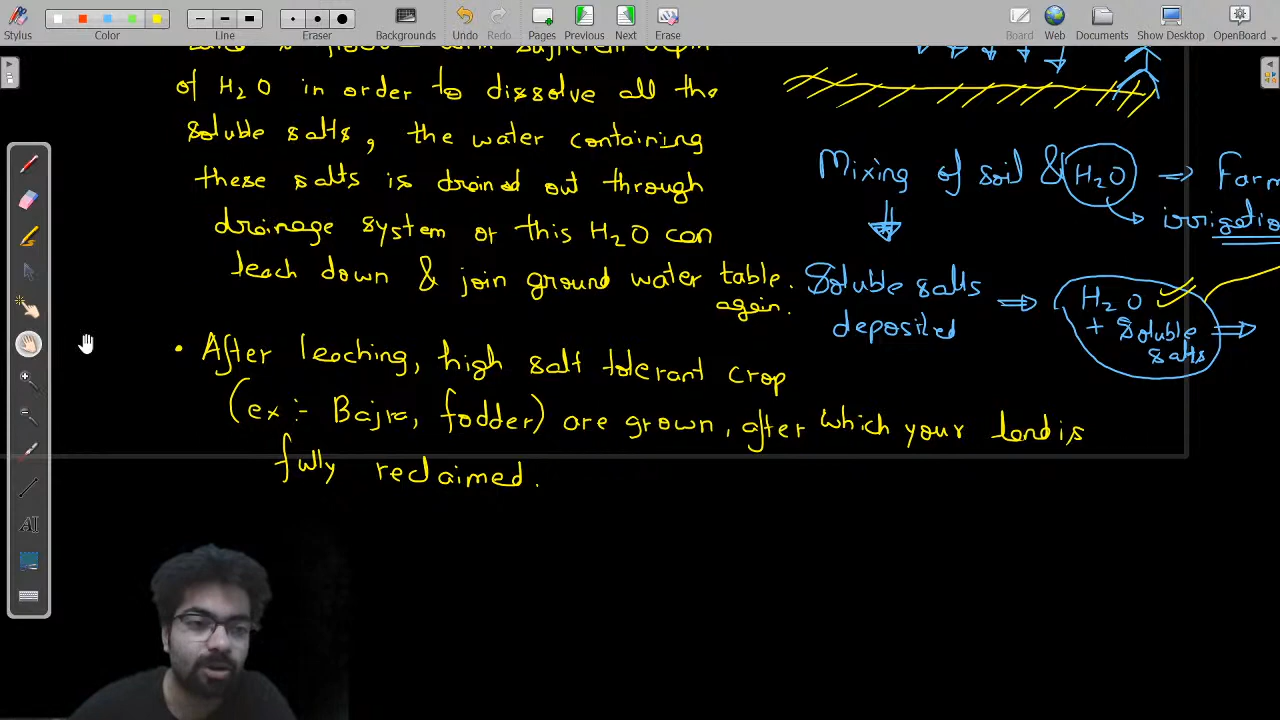 Stylus
Color
Eraser
Backgrounds
Undo
Redo
Pages
Previous
Next
Erase
Board
Web
Documents
Show Desktop
OpenBoard
sufficient depth
of H2O in order to dissolve all the
soluble salts, the water containing
these salts is drained out through
drainage system or this H2O can
leach down & join ground water table.
again.
• After leaching, high salt tolerant crop
(ex:- Bajra, fodder) are grown, after which your land is
fully reclaimed.
Mixing of soil & H2O ⇒ Farm
irrigation
Soluble salts
deposited ⇒
H2O
+ Soluble
salts ⇒
AI